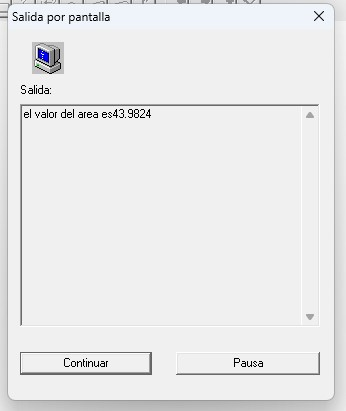 Salida por pantalla
Salida:
el valor del area es43.9824
Continuar
Pausa